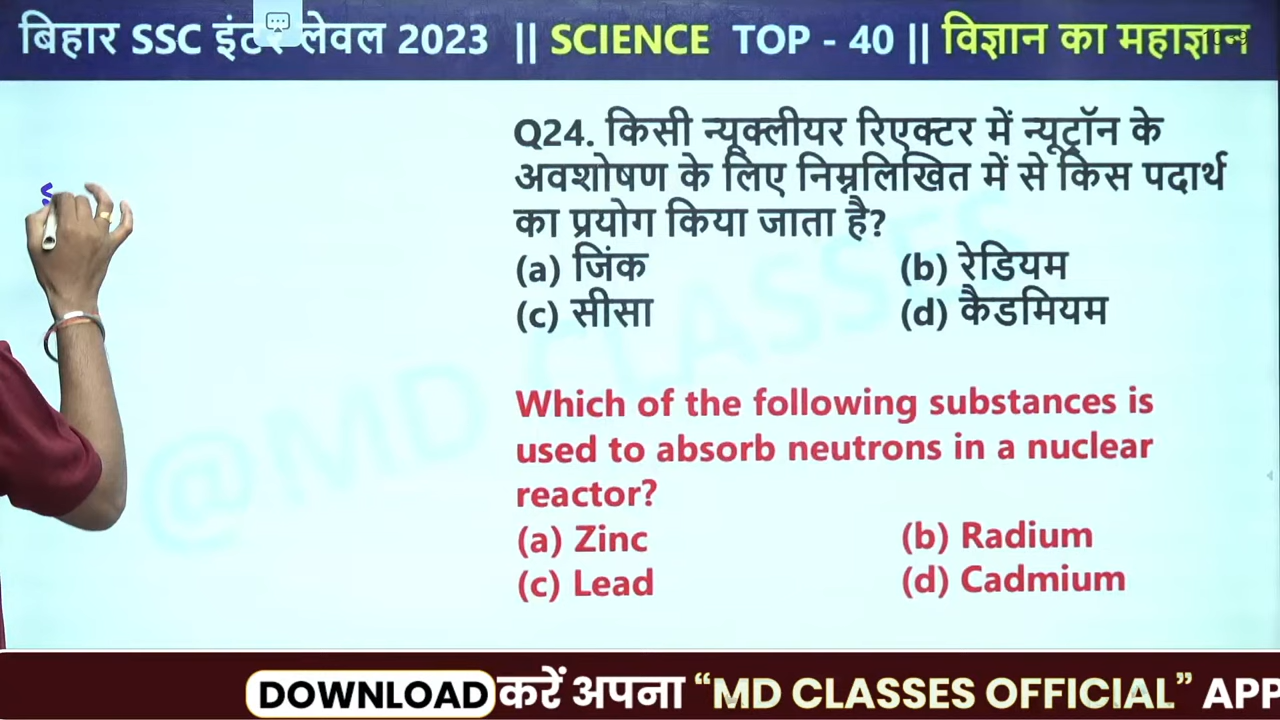 बिहार SSC इंटर लेवल 2023 || SCIENCE TOP - 40 || विज्ञान का महाज्ञान
Q24. किसी न्यूक्लीयर रिएक्टर में न्यूट्रॉन के
अवशोषण के लिए निम्नलिखित में से किस पदार्थ
का प्रयोग किया जाता है?
(a) जिंक (b) रेडियम
(c) सीसा (d) कैडमियम
Which of the following substances is
used to absorb neutrons in a nuclear
reactor?
(a) Zinc (b) Radium
(c) Lead (d) Cadmium
@MD CLASSES
DOWNLOAD करें अपना “MD CLASSES OFFICIAL” APP